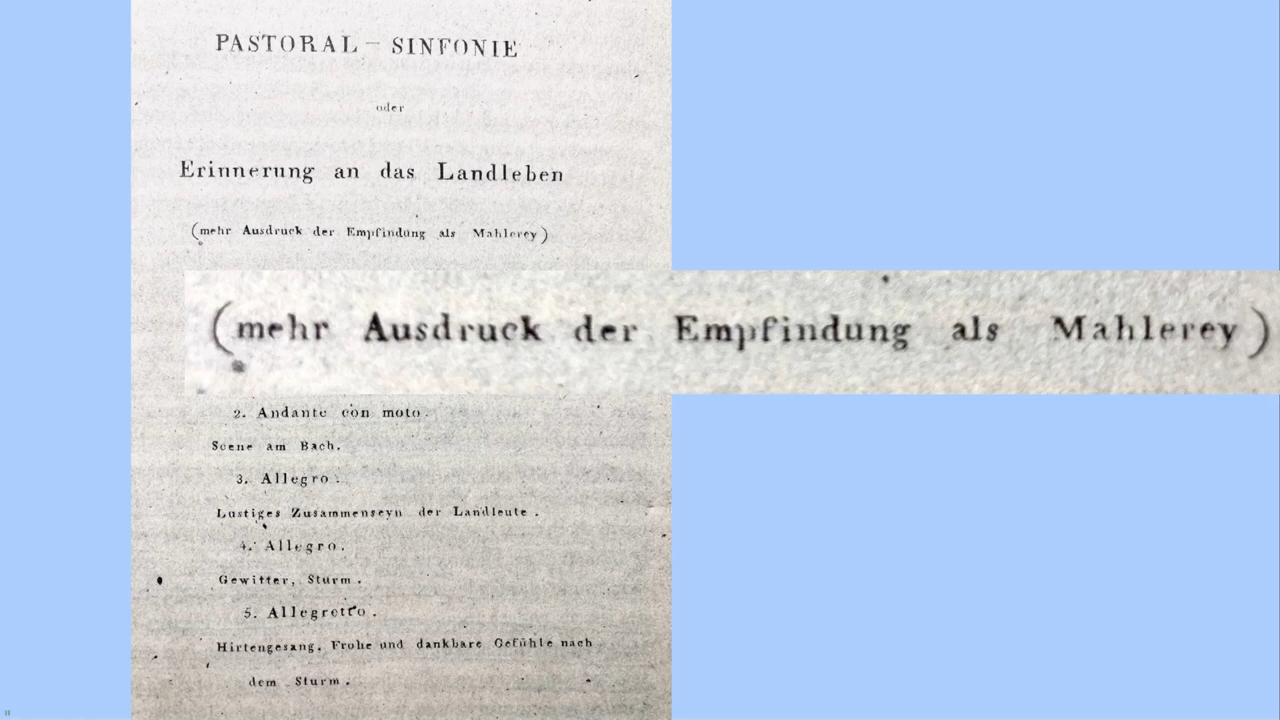 PASTORAL – SINFONIE
oder
Erinnerung an das Landleben
(mehr Ausdruck der Empfindung als Mahlerey)
(mehr Ausdruck der Empfindung als Mahlerey)
2. Andante con moto.
Scene am Bach.
3. Allegro.
Lustiges Zusammenseyn der Landleute.
4. Allegro.
Gewitter, Sturm.
5. Allegretto.
Hirtengesang. Frohe und dankbare Gefühle nach
dem Sturm.